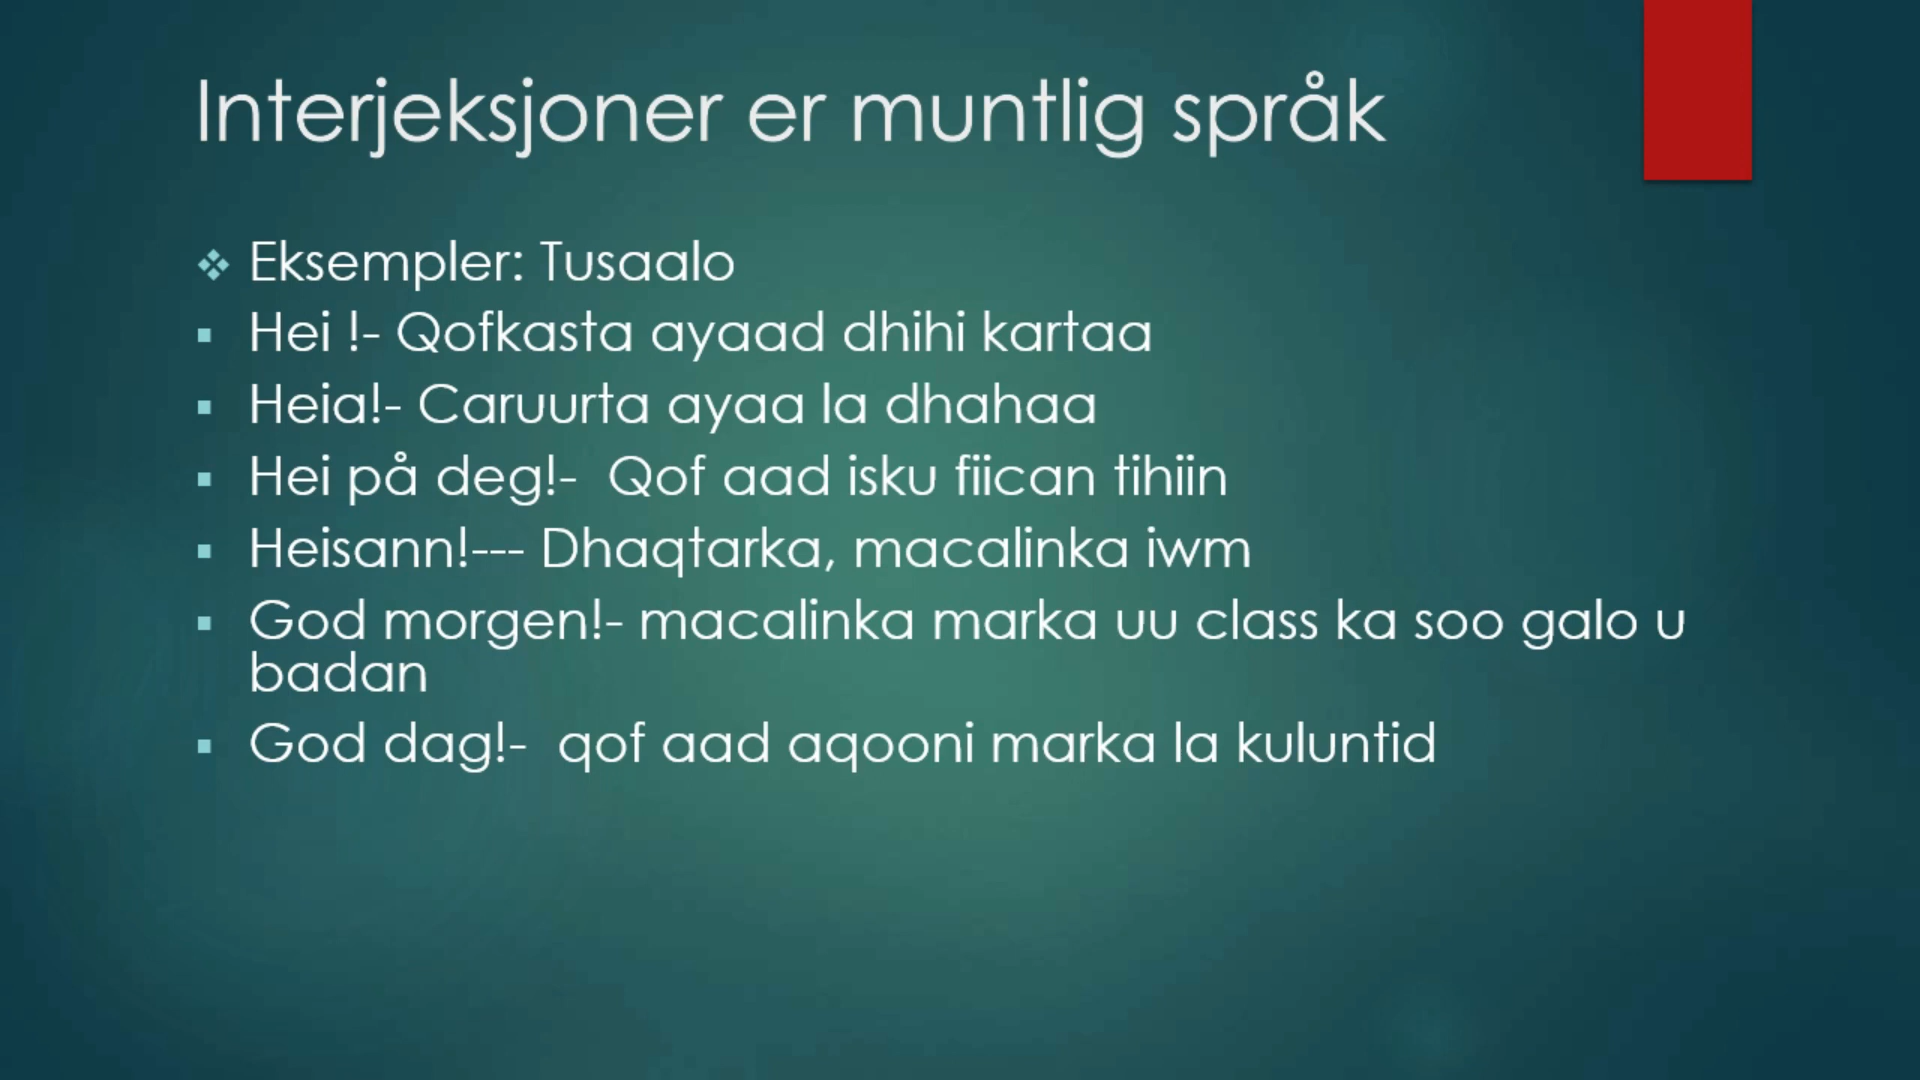 Interjeksjoner er muntlig språk
Eksempler: Tusaalo
Hei !- Qofkasta ayaad dhihi kartaa
Heia!- Caruurta ayaa la dhahaa
Hei på deg!-  Qof aad isku fiican tihiin
Heisann!--- Dhaqtarka, macalinka iwm
God morgen!- macalinka marka uu class ka soo galo u
badan
God dag!-  qof aad aqooni marka la kuluntid